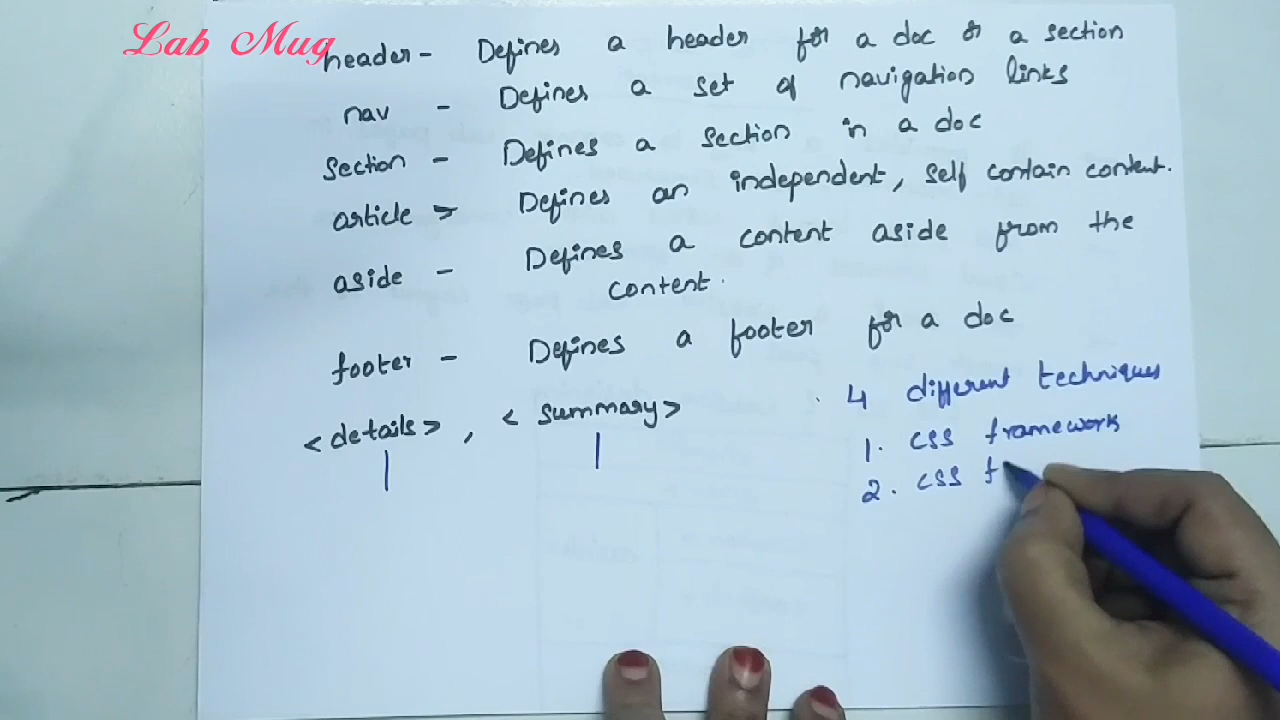 Lab Mug
header - Defines a header for a doc or a section
nav - Defines a set of navigation links
section - Defines a section in a doc
article > Defines an independent, self contain content.
aside - Defines a content aside from the
content.
footer - Defines a footer for a doc
<details> , < summary>
4 different techniques
1. CSS framework
2. CSS f